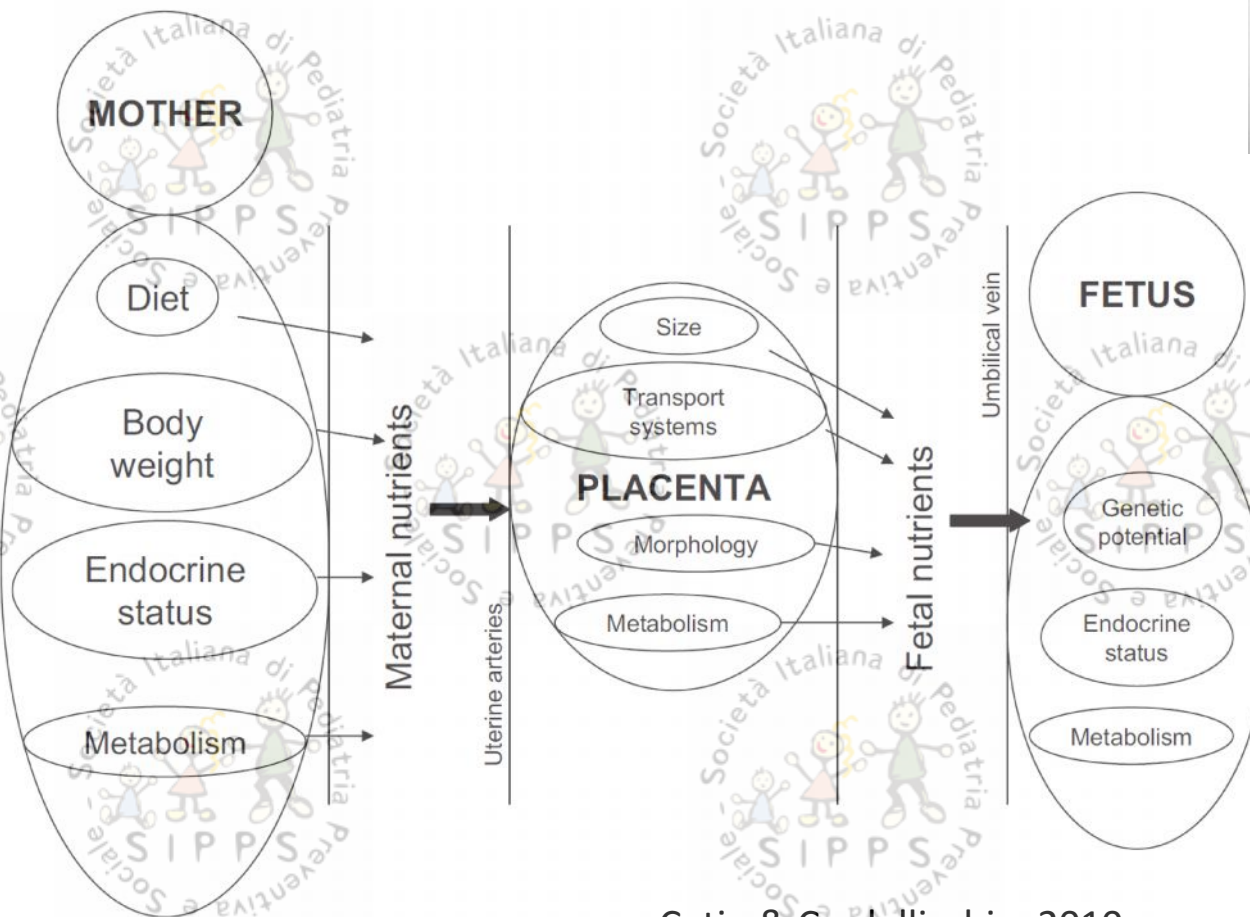 MOTHER
Diet
Body
weight
Endocrine
status
Metabolism
Maternal nutrients
Uterine arteries
Size
Transport
systems
PLACENTA
Morphology
Metabolism
Fetal nutrients
Umbilical vein
FETUS
Genetic
potential
Endocrine
status
Metabolism
Società Italiana di Pediatria Preventiva e Sociale
SIPPS